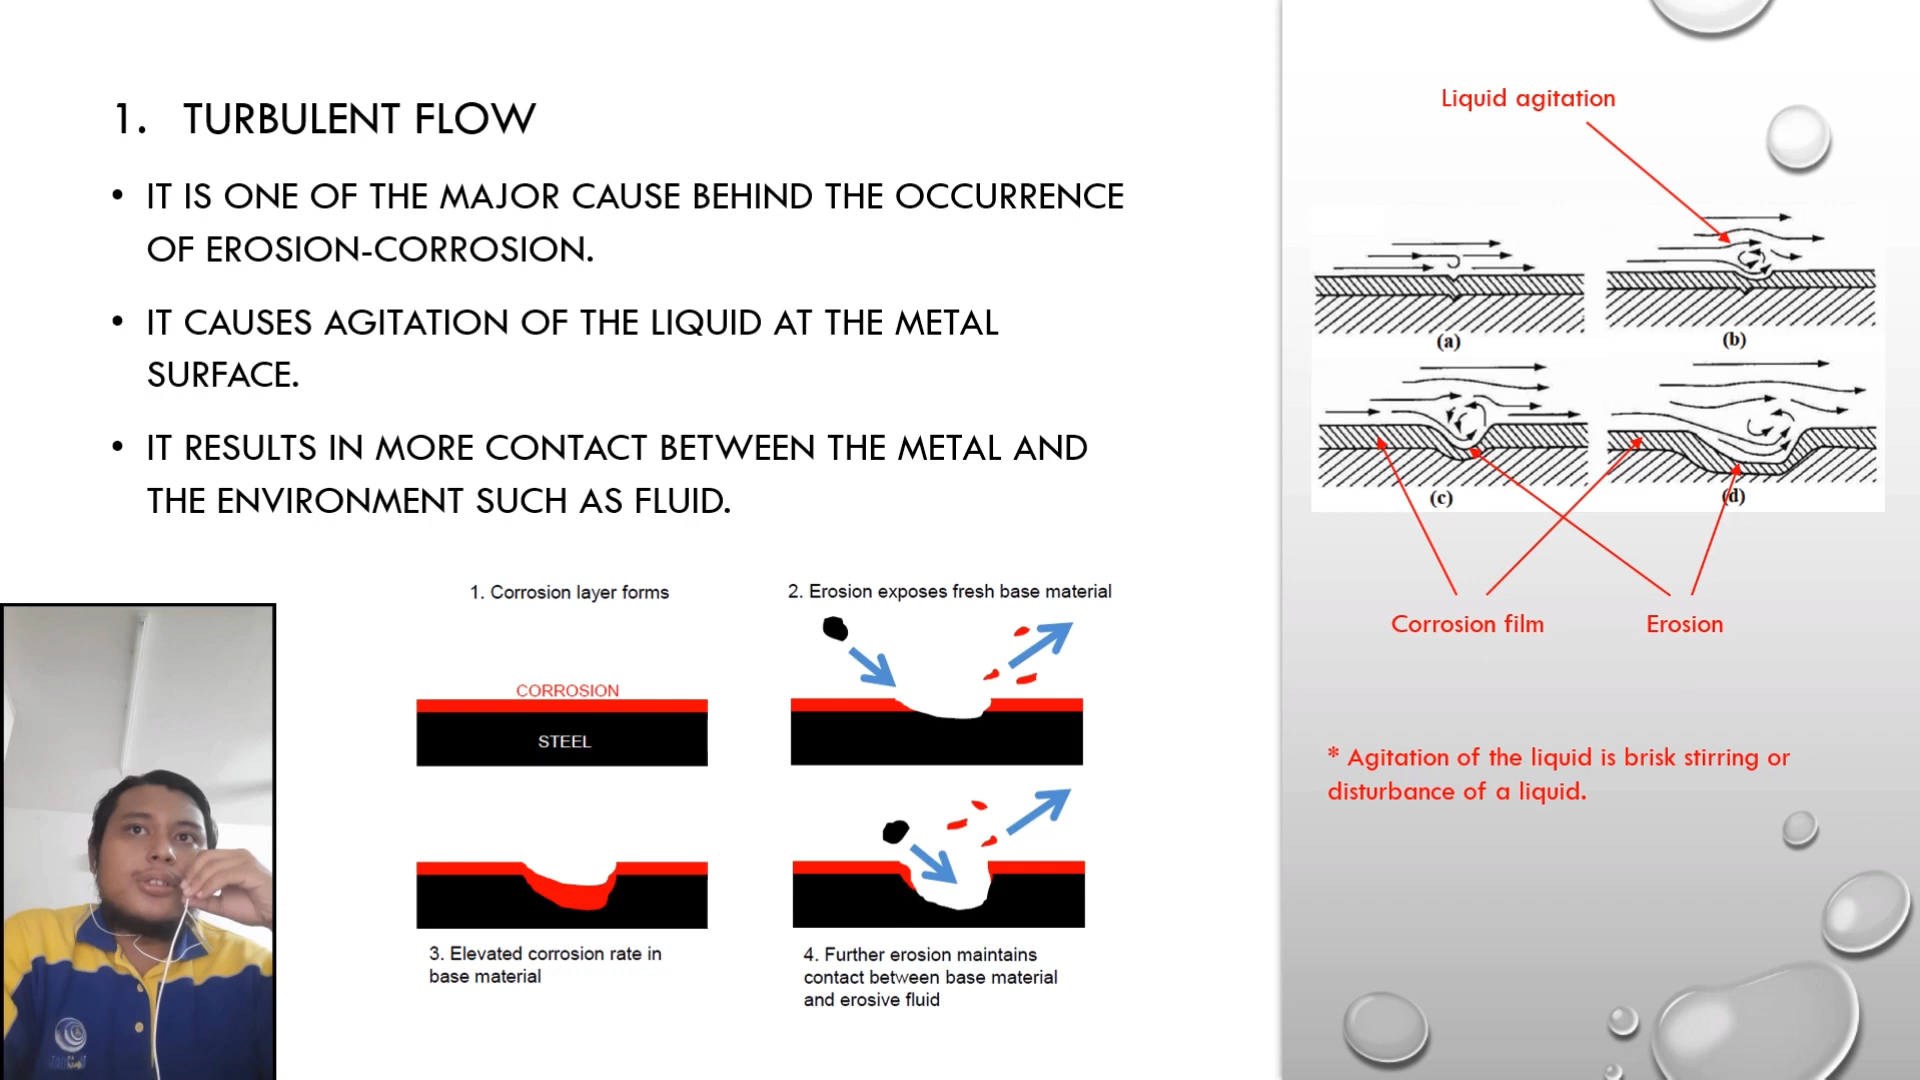 1. TURBULENT FLOW
• IT IS ONE OF THE MAJOR CAUSE BEHIND THE OCCURRENCE
OF EROSION-CORROSION.
• IT CAUSES AGITATION OF THE LIQUID AT THE METAL
SURFACE.
• IT RESULTS IN MORE CONTACT BETWEEN THE METAL AND
THE ENVIRONMENT SUCH AS FLUID.
1. Corrosion layer forms
CORROSION
STEEL
2. Erosion exposes fresh base material
3. Elevated corrosion rate in
base material
4. Further erosion maintains
contact between base material
and erosive fluid
Liquid agitation
(a)
(b)
(c)
(d)
Corrosion film
Erosion
* Agitation of the liquid is brisk stirring or
disturbance of a liquid.